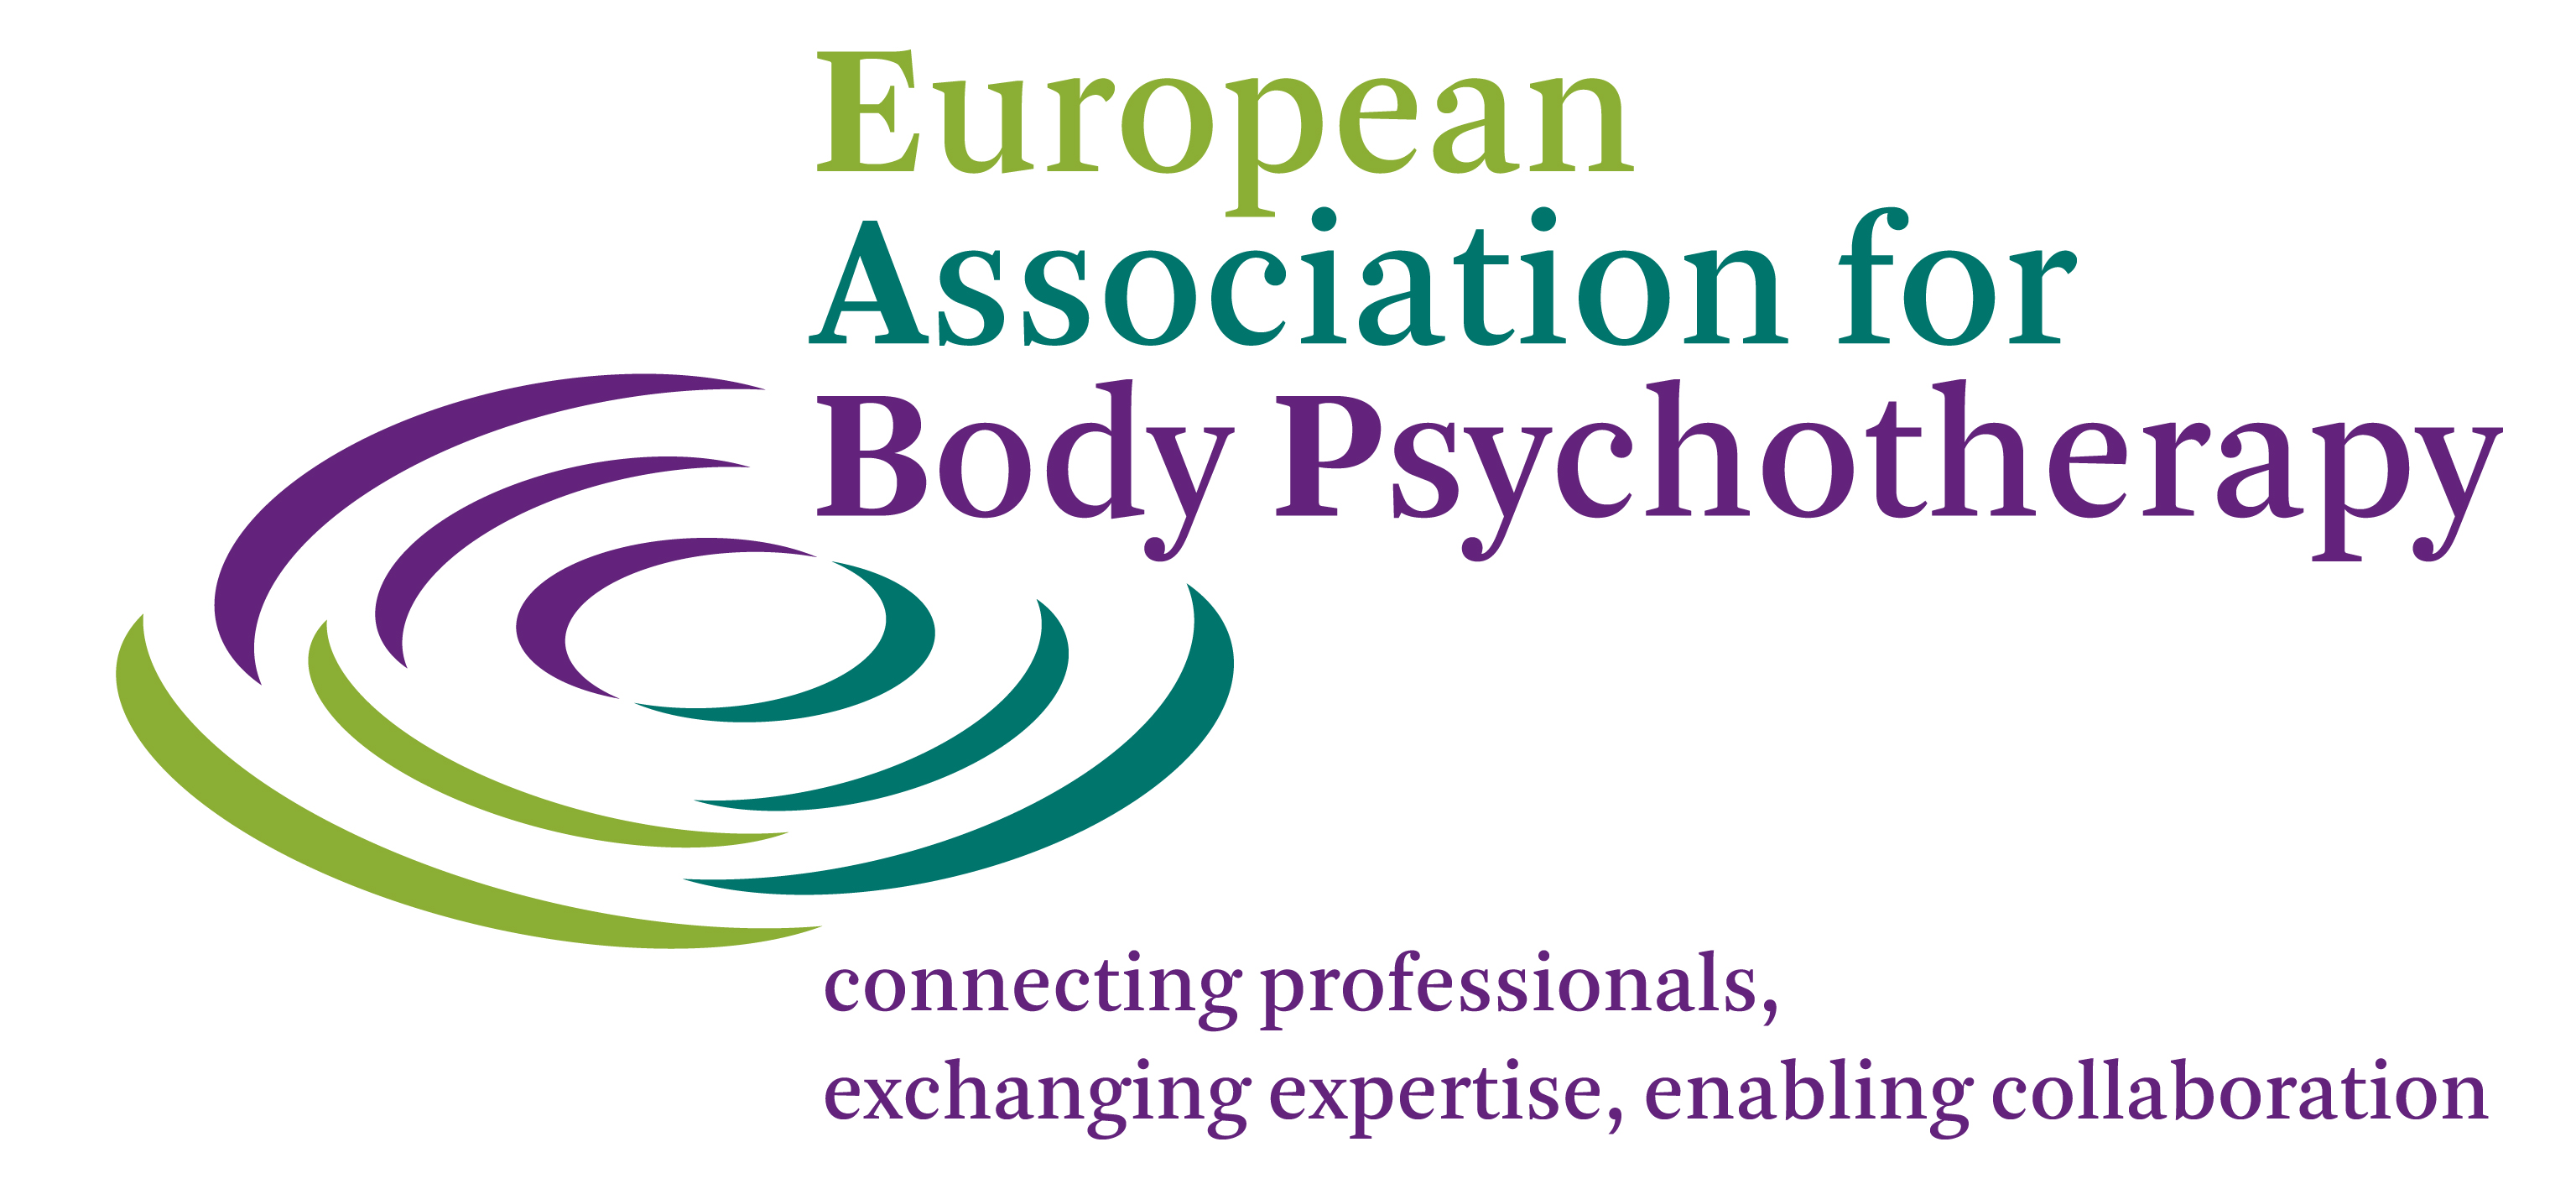 European
Association for
Body Psychotherapy
connecting professionals,
exchanging expertise, enabling collaboration